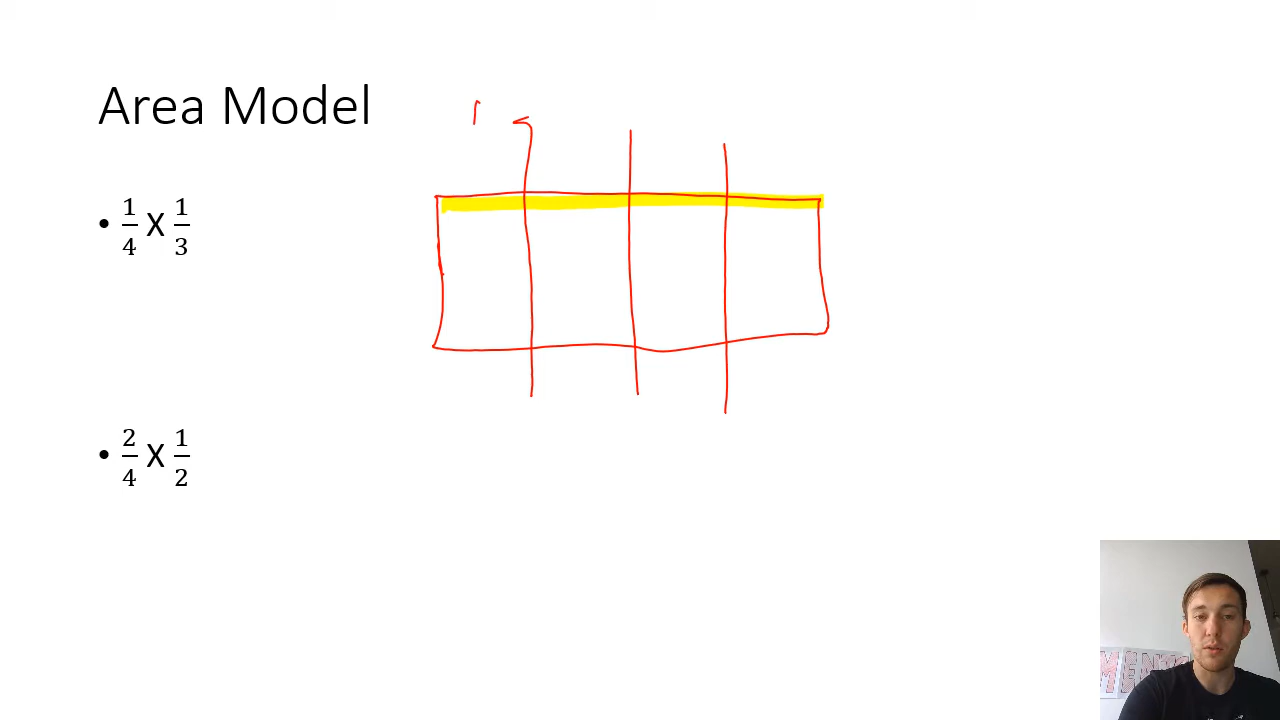 Area Model
• 1/4 X 1/3
• 2/4 X 1/2